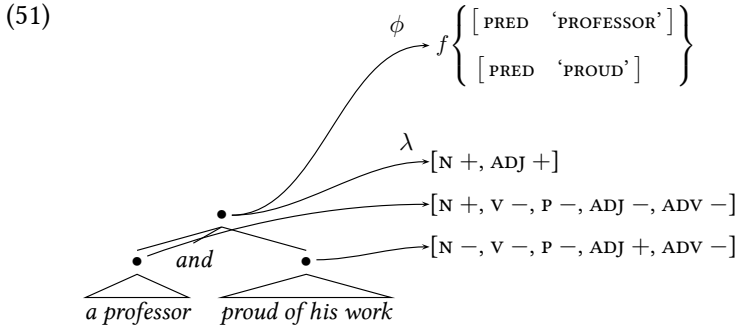 (51)
ϕ
f { [ PRED ‘PROFESSOR’ ]
[ PRED ‘PROUD’ ] }
λ
[N +, ADJ +]
[N +, V −, P −, ADJ −, ADV −]
[N −, V −, P −, ADJ +, ADV −]
and
a professor proud of his work